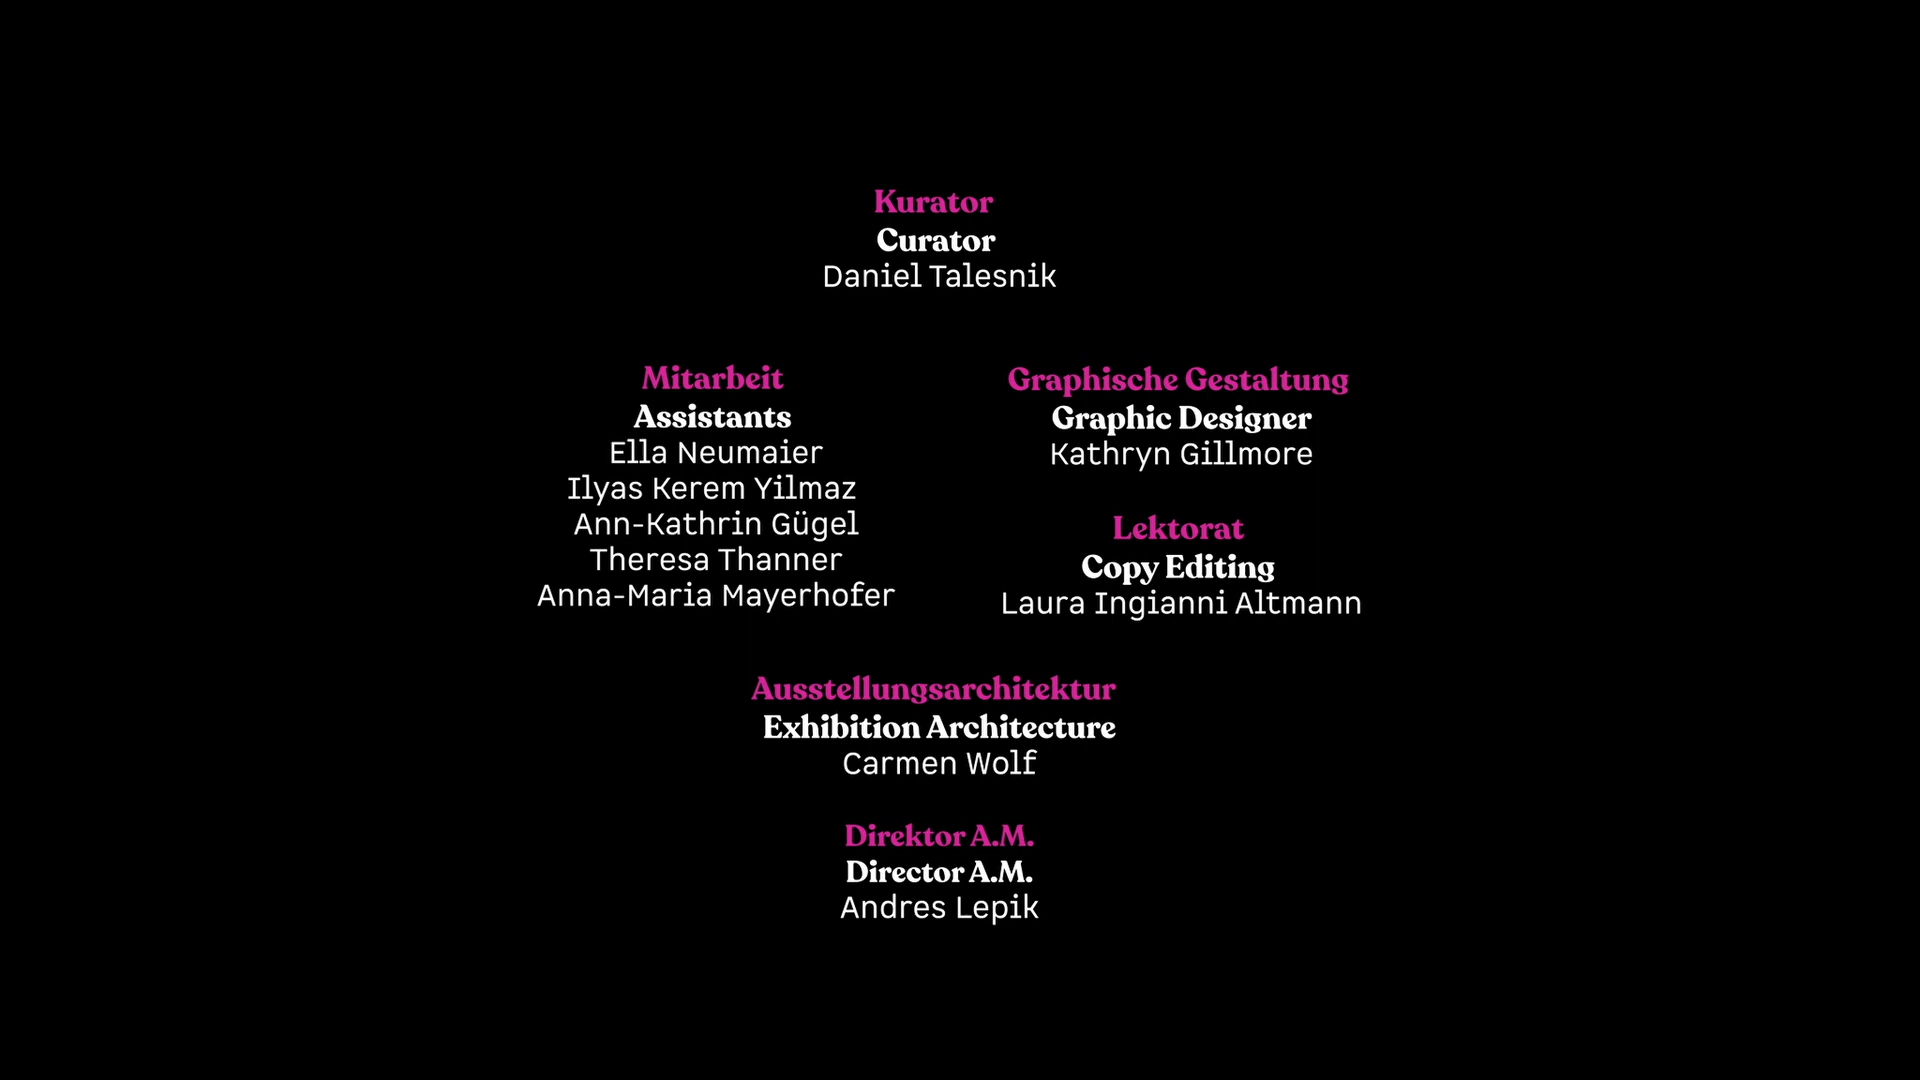 Kurator
Curator
Daniel Talesnik
Mitarbeit
Assistants
Ella Neumaier
Ilyas Kerem Yilmaz
Ann-Kathrin Gügel
Theresa Thanner
Anna-Maria Mayerhofer
Graphische Gestaltung
Graphic Designer
Kathryn Gillmore
Lektorat
Copy Editing
Laura Ingianni Altmann
Ausstellungsarchitektur
Exhibition Architecture
Carmen Wolf
Direktor A.M.
Director A.M.
Andres Lepik